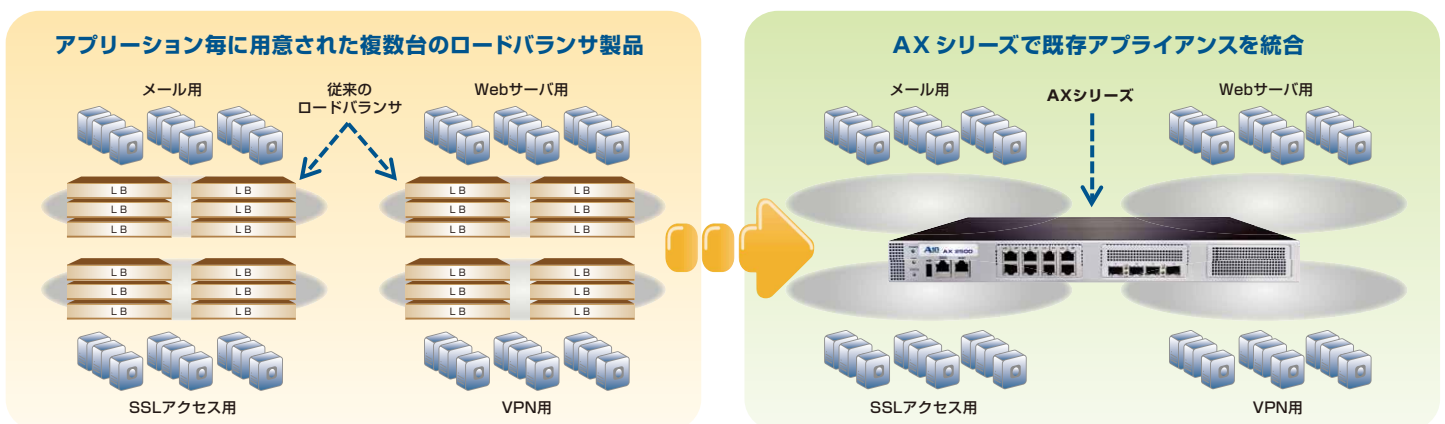 アプリーション毎に用意された複数台のロードバランサ製品
メール用
従来の
ロードバランサ
Webサーバ用
LB LB
LB LB
LB LB
LB LB
LB LB
LB LB
LB LB
LB LB
LB LB
LB LB
LB LB
LB LB
SSLアクセス用
VPN用
AX シリーズで既存アプライアンスを統合
メール用
AXシリーズ
Webサーバ用
A10 AX 2500
SSLアクセス用
VPN用